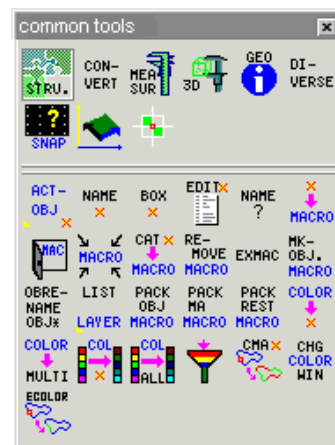 common tools
STRU.
CON-
VERT
MEA
SUR
3D
GEO
i
DI-
VERSE
?
SNAP
ACT-
OBJ
NAME
BOX
EDIT
NAME
?
MACRO
MAC
MACRO
CAT
MACRO
RE-
MOVE
MACRO
EXMAC
MK-
OBJ.
MACRO
OBRE-
NAME
OBJ*
LIST
LAYER
PACK
OBJ
MACRO
PACK
MA
MACRO
PACK
REST
MACRO
COLOR
COLOR
MULTI
COL
COL
ALL
CMA
CHG
COLOR
WIN
ECOLOR